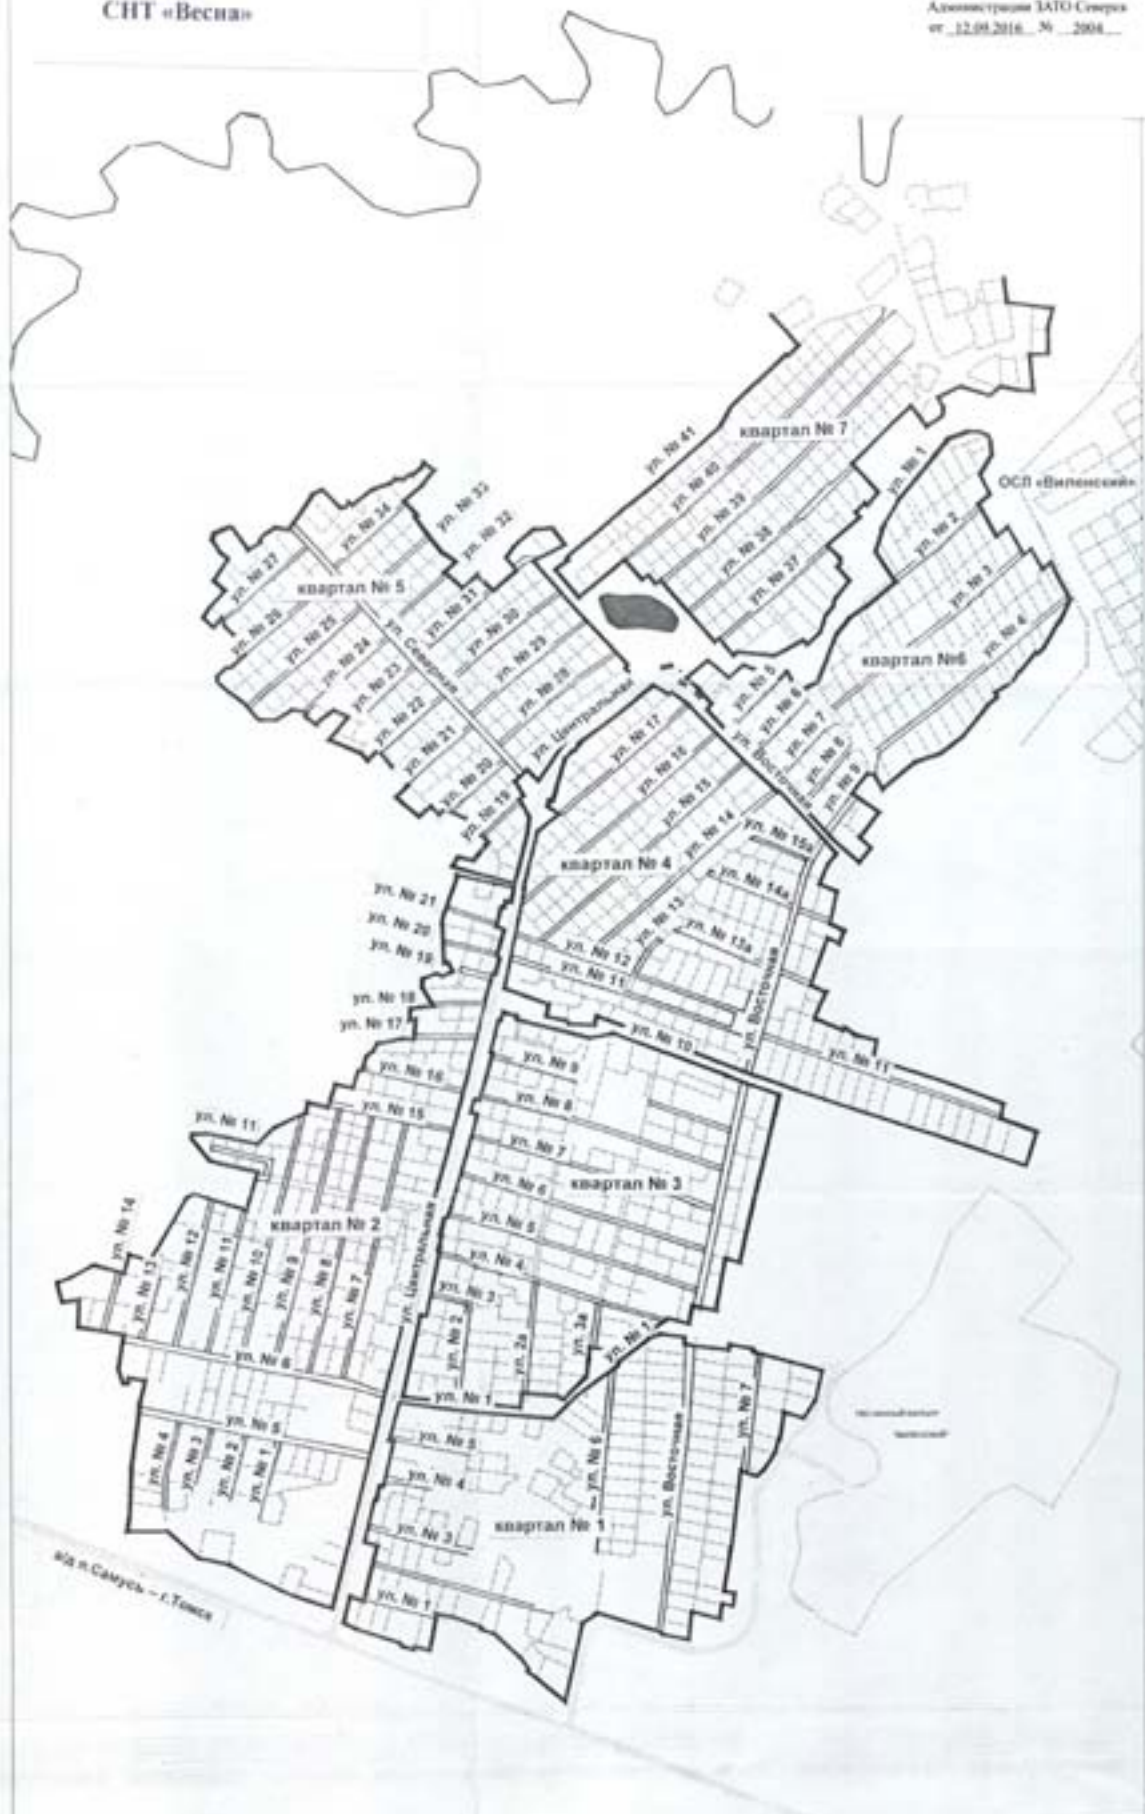 СНТ «Весна»
Администрации ЗАТО Северск
от 12.09.2016 № 2004
ул. № 41
квартал № 7
ул. № 40
ул. № 39
ул. № 38
ул. № 37
ул. № 1
ОСП «Виленский»
ул. № 2
ул. № 3
ул. № 4
квартал №6
ул. № 5
ул. № 6
ул. № 7
ул. № 8
ул. № 9
ул. Восточная
ул. № 33
ул. № 32
ул. № 34
ул. № 27
квартал № 5
ул. № 26
ул. № 25
ул. № 24
ул. № 23
ул. № 22
ул. № 21
ул. № 20
ул. № 19
ул. Северная
ул. № 31
ул. № 30
ул. № 29
ул. № 28
ул. Центральная
ул. № 17
ул. № 16
ул. № 15
ул. № 14
ул. № 15а
квартал № 4
ул. № 14а
ул. № 13
ул. № 13а
ул. № 12
ул. № 11
ул. Восточная
ул. № 10
ул. № 11
ул. № 21
ул. № 20
ул. № 19
ул. № 18
ул. № 17
ул. № 16
ул. № 15
ул. № 11
ул. № 9
ул. № 8
ул. № 7
ул. № 6
квартал № 3
ул. № 5
ул. № 4
ул. № 3
ул. № 2
ул. 2а
ул. 3а
ул. № 1
ул. № 1
квартал № 2
ул. Центральная
ул. № 14
ул. № 13
ул. № 12
ул. № 11
ул. № 10
ул. № 9
ул. № 8
ул. № 7
ул. № 6
ул. № 5
ул. № 4
ул. № 3
ул. № 2
ул. № 1
ул. № 5
ул. № 4
ул. № 3
квартал № 1
ул. № 1
ул. № 6
ул. Восточная
ул. № 7
а/д п.Самусь – г.Томск